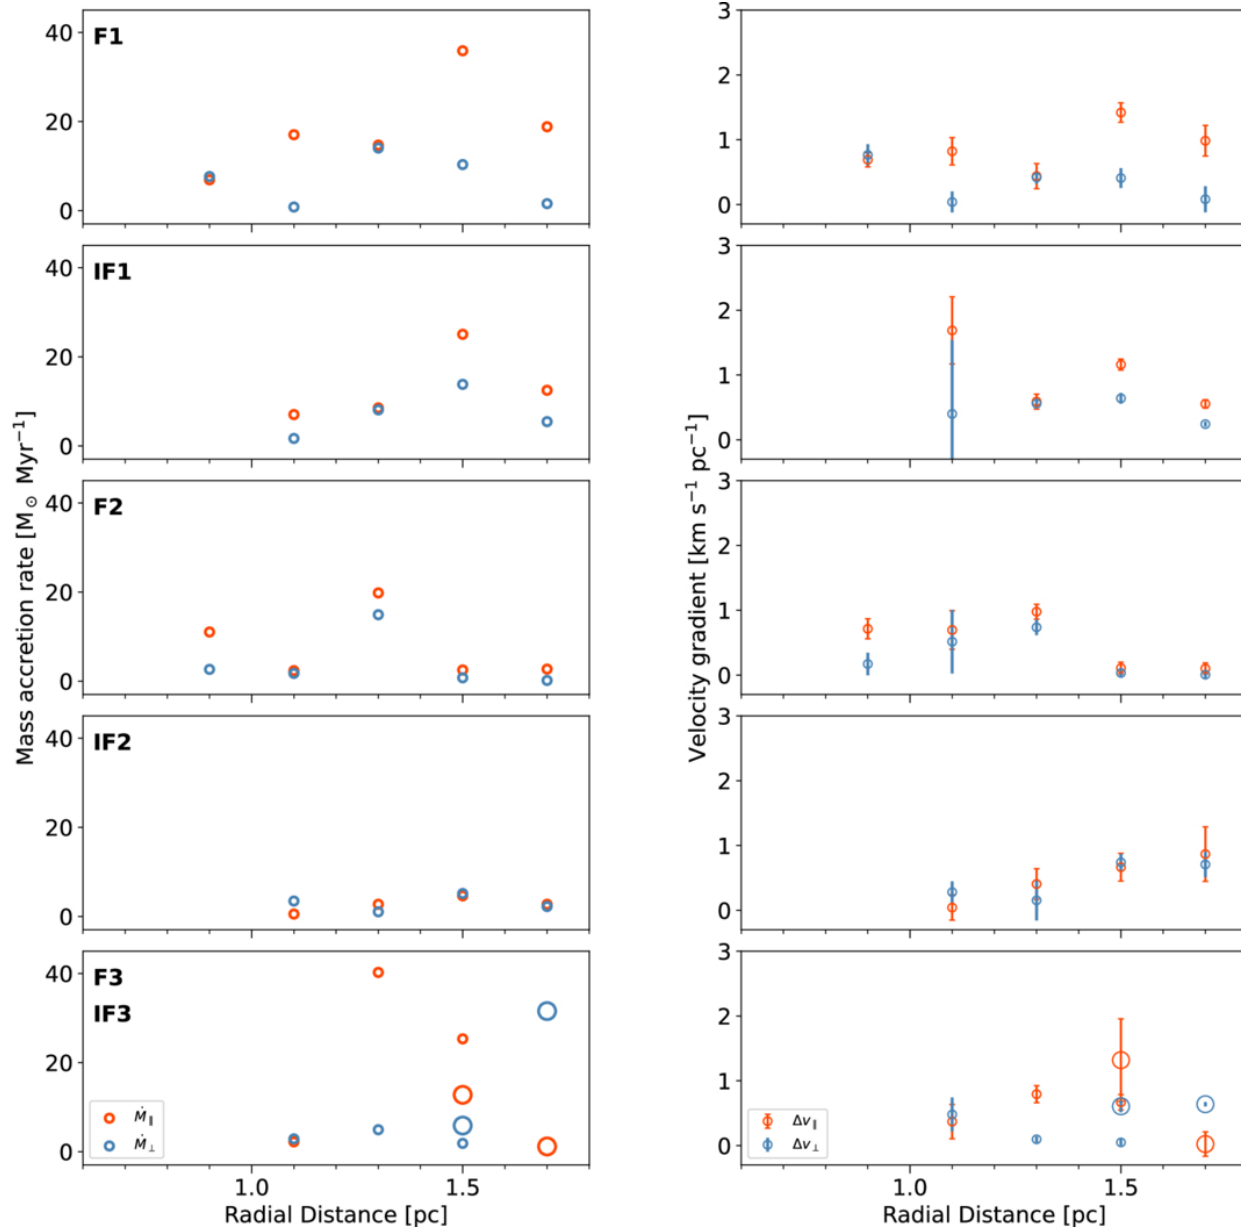 F1
40
20
0
3
2
1
0
IF1
40
20
0
3
2
1
0
F2
40
20
0
3
2
1
0
IF2
40
20
0
3
2
1
0
F3
IF3
40
20
0
3
2
1
0
Ṁ∥
Ṁ⊥
Δv∥
Δv⊥
1.0 1.5
1.0 1.5
Radial Distance [pc]
Radial Distance [pc]
Mass accretion rate [M⊙ Myr⁻¹]
Velocity gradient [km s⁻¹ pc⁻¹]